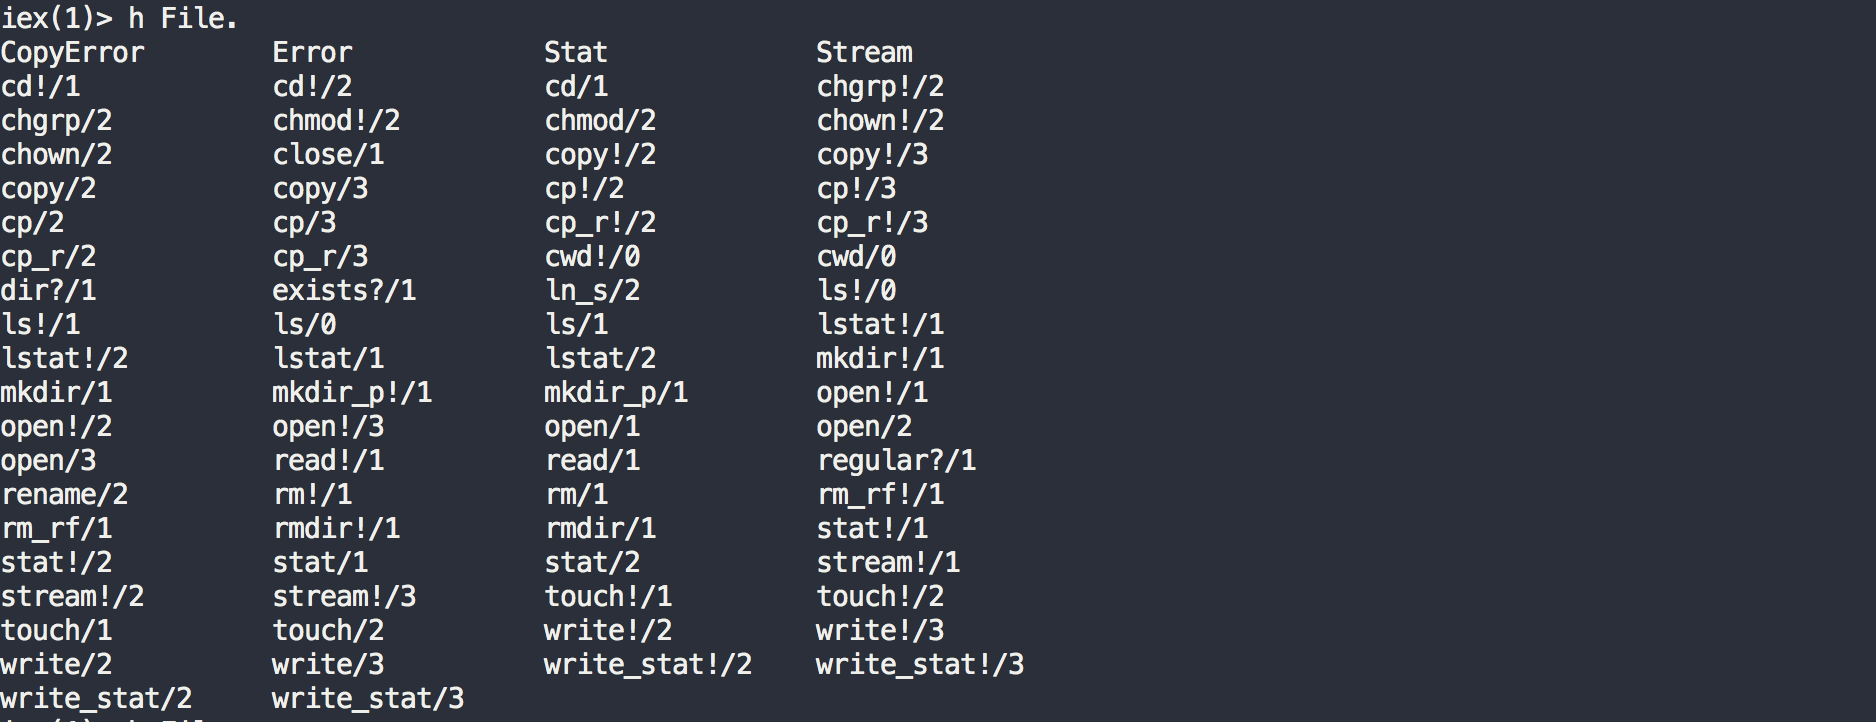 iex(1)> h File.
CopyError Error Stat Stream
cd!/1 cd!/2 cd/1 chgrp!/2
chgrp/2 chmod!/2 chmod/2 chown!/2
chown/2 close/1 copy!/2 copy!/3
copy/2 copy/3 cp!/2 cp!/3
cp/2 cp/3 cp_r!/2 cp_r!/3
cp_r/2 cp_r/3 cwd!/0 cwd/0
dir?/1 exists?/1 ln_s/2 ls!/0
ls!/1 ls/0 ls/1 lstat!/1
lstat!/2 lstat/1 lstat/2 mkdir!/1
mkdir/1 mkdir_p!/1 mkdir_p/1 open!/1
open!/2 open!/3 open/1 open/2
open/3 read!/1 read/1 regular?/1
rename/2 rm!/1 rm/1 rm_rf!/1
rm_rf/1 rmdir!/1 rmdir/1 stat!/1
stat!/2 stat/1 stat/2 stream!/1
stream!/2 stream!/3 touch!/1 touch!/2
touch/1 touch/2 write!/2 write!/3
write/2 write/3 write_stat!/2 write_stat!/3
write_stat/2 write_stat/3